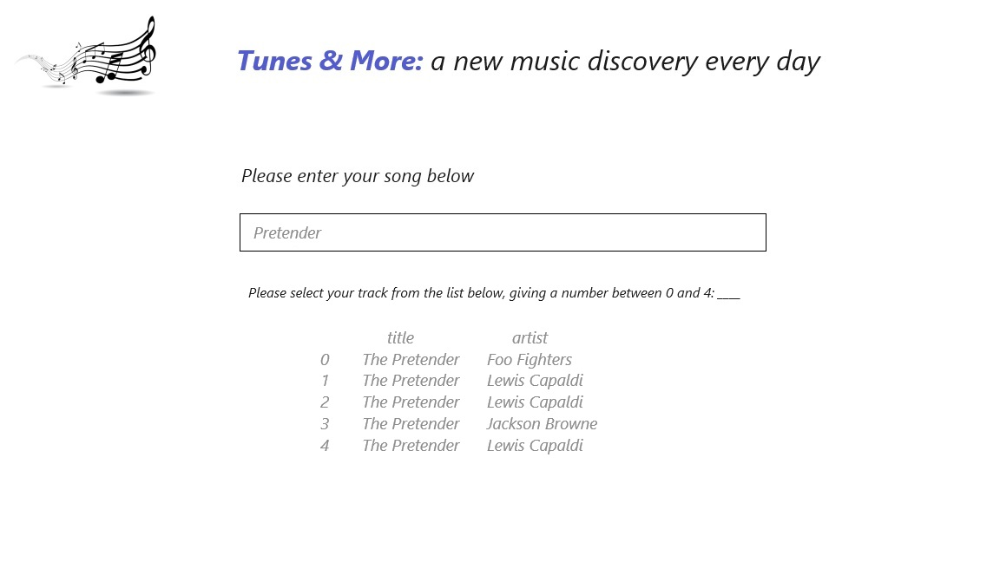 Tunes & More: a new music discovery every day
Please enter your song below
Pretender
Please select your track from the list below, giving a number between 0 and 4: ____
title artist
0 The Pretender Foo Fighters
1 The Pretender Lewis Capaldi
2 The Pretender Lewis Capaldi
3 The Pretender Jackson Browne
4 The Pretender Lewis Capaldi